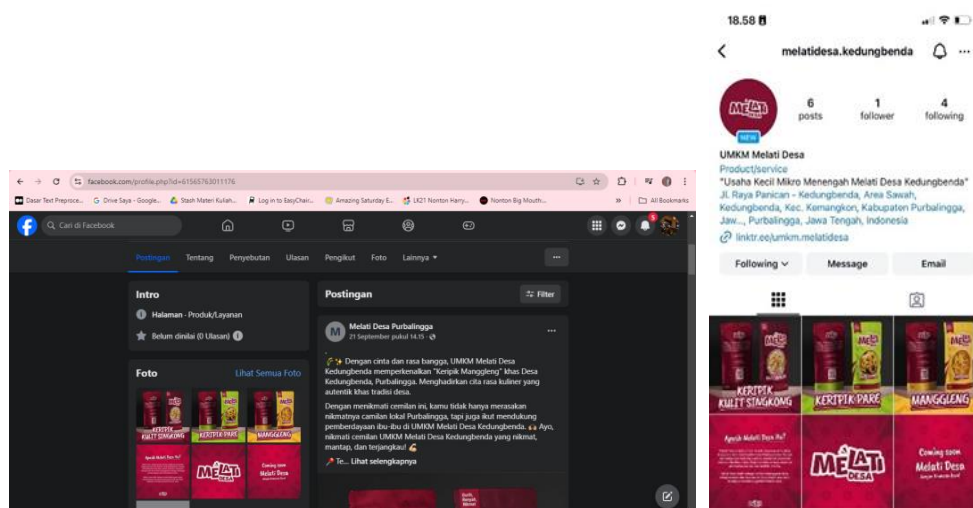 facebook.com/profile.php?id=61565763011176
Dasar Text Preproce...
Drive Saya - Google...
Stash Materi Kuliah...
Log in to EasyChair...
Amazing Saturday E...
LK21 Nonton Harry...
Nonton Big Mouth:...
All Bookmarks
Cari di Facebook
Postingan Tentang Penyebutan Ulasan Pengikut Foto Lainnya
Intro
Halaman · Produk/Layanan
Belum dinilai (0 Ulasan)
Foto
Lihat Semua Foto
KERIPIK
KULIT SINGKONG
KERIPIK PARE
MANGGLENG
MELATI
DESA
Coming soon
Melati Desa
Postingan
Filter
Melati Desa Purbalingga
21 September pukul 14.15
Dengan cinta dan rasa bangga, UMKM Melati Desa
Kedungbenda memperkenalkan "Keripik Manggleng" khas Desa
Kedungbenda, Purbalingga. Menghadirkan cita rasa kuliner yang
autentik khas tradisi desa.
Dengan menikmati cemilan ini, kamu tidak hanya merasakan
nikmatnya camilan lokal Purbalingga, tapi juga ikut mendukung
pemberdayaan ibu-ibu di UMKM Melati Desa Kedungbenda. Ayo,
nikmati cemilan UMKM Melati Desa Kedungbenda yang nikmat,
mantap, dan terjangkau!
Te... Lihat selengkapnya
18.58
melatidesa.kedungbenda
MELATI
DESA
NEW
6
posts
1
follower
4
following
UMKM Melati Desa
Product/service
"Usaha Kecil Mikro Menengah Melati Desa Kedungbenda"
Jl. Raya Panican - Kedungbenda, Area Sawah,
Kedungbenda, Kec. Kemangkon, Kabupaten Purbalingga,
Jaw..., Purbalingga, Jawa Tengah, Indonesia
linktr.ee/umkm.melatidesa
Following
Message
Email
KERIPIK
KULIT SINGKONG
KERIPIK PARE
MANGGLENG
Apasih Melati Desa Itu?
MELATI
DESA
Coming soon
Melati Desa